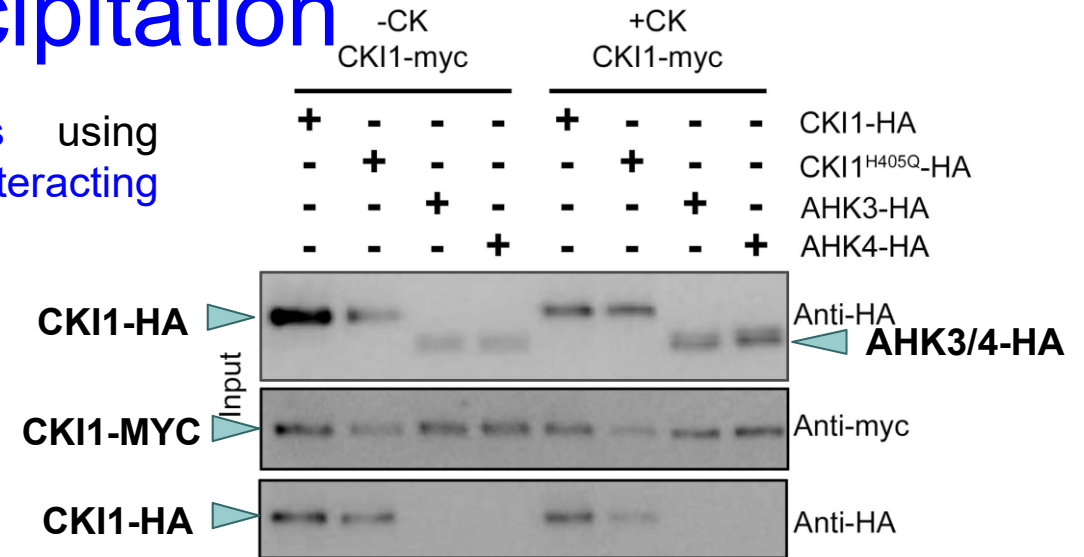 cipitation
s using
teracting
-CK
CKI1-myc
+CK
CKI1-myc
+ - - - + - - - CKI1-HA
- + - - - + - - CKI1H405Q-HA
- - + - - - + - AHK3-HA
- - - + - - - + AHK4-HA
CKI1-HA
Anti-HA
AHK3/4-HA
Input
CKI1-MYC
Anti-myc
CKI1-HA
Anti-HA